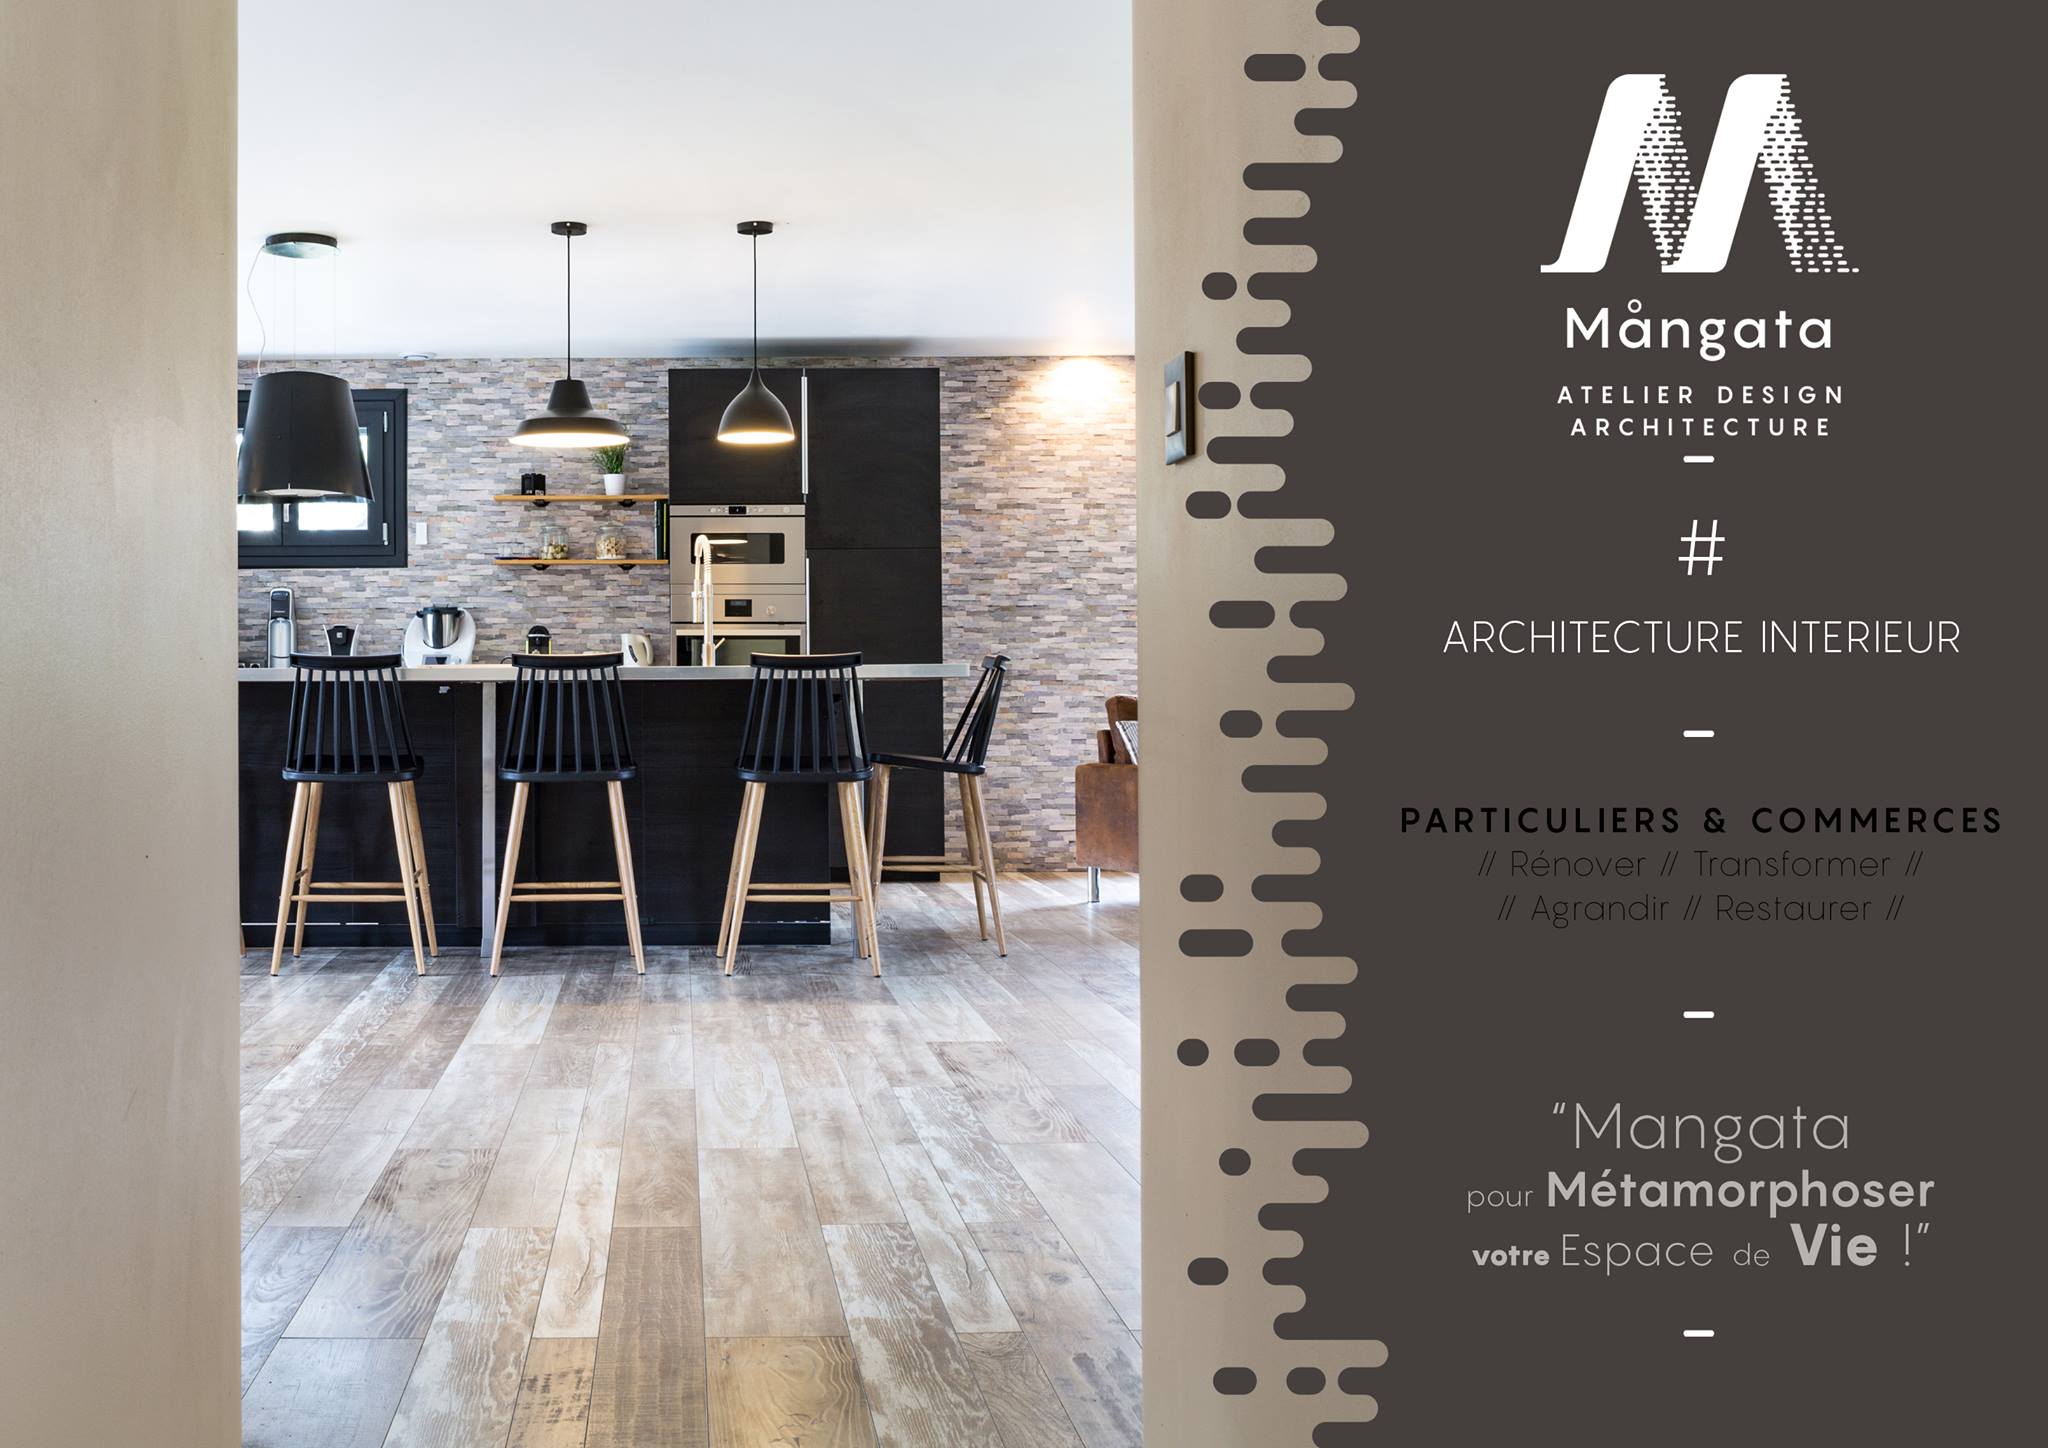 Mångata
ATELIER DESIGN
ARCHITECTURE
#
ARCHITECTURE INTERIEUR
PARTICULIERS & COMMERCES
// Rénover // Transformer //
// Agrandir // Restaurer //
“Mangata
pour Métamorphoser
votre Espace de Vie !”